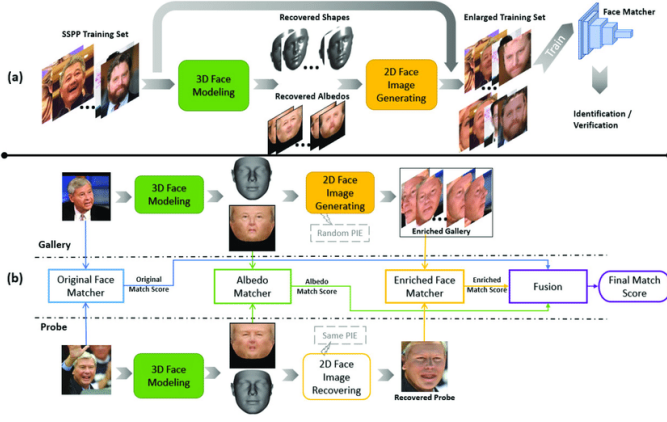 Recovered Shapes
Enlarged Training Set
Face Matcher
SSPP Training Set
Train
(a)
3D Face
Modeling
2D Face
Image
Generating
Recovered Albedos
Identification /
Verification
3D Face
Modeling
2D Face
Image
Generating
Random PIE
Enriched Gallery
Gallery
(b)
Original Face
Matcher
Original
Match Score
Albedo
Matcher
Albedo
Match Score
Enriched Face
Matcher
Enriched
Match Score
Fusion
Final Match
Score
Probe
Same PIE
3D Face
Modeling
2D Face
Image
Recovering
Recovered Probe